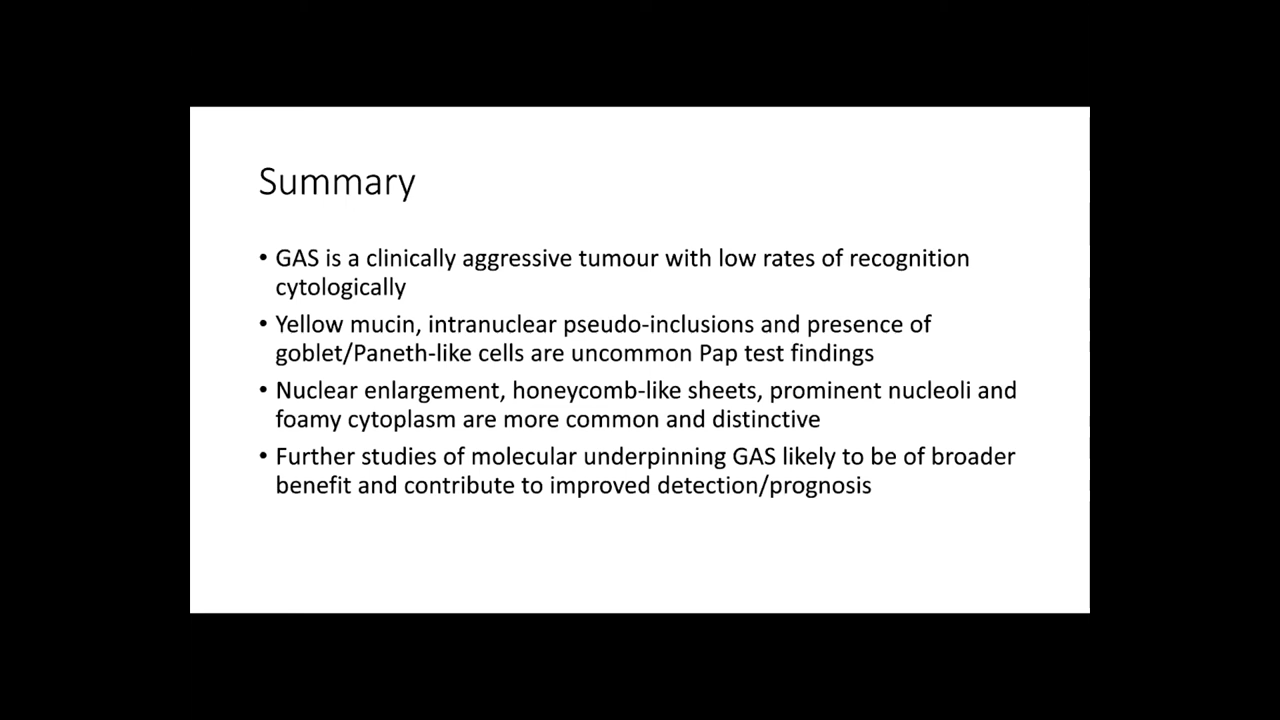 Summary
• GAS is a clinically aggressive tumour with low rates of recognition
cytologically
• Yellow mucin, intranuclear pseudo-inclusions and presence of
goblet/Paneth-like cells are uncommon Pap test findings
• Nuclear enlargement, honeycomb-like sheets, prominent nucleoli and
foamy cytoplasm are more common and distinctive
• Further studies of molecular underpinning GAS likely to be of broader
benefit and contribute to improved detection/prognosis